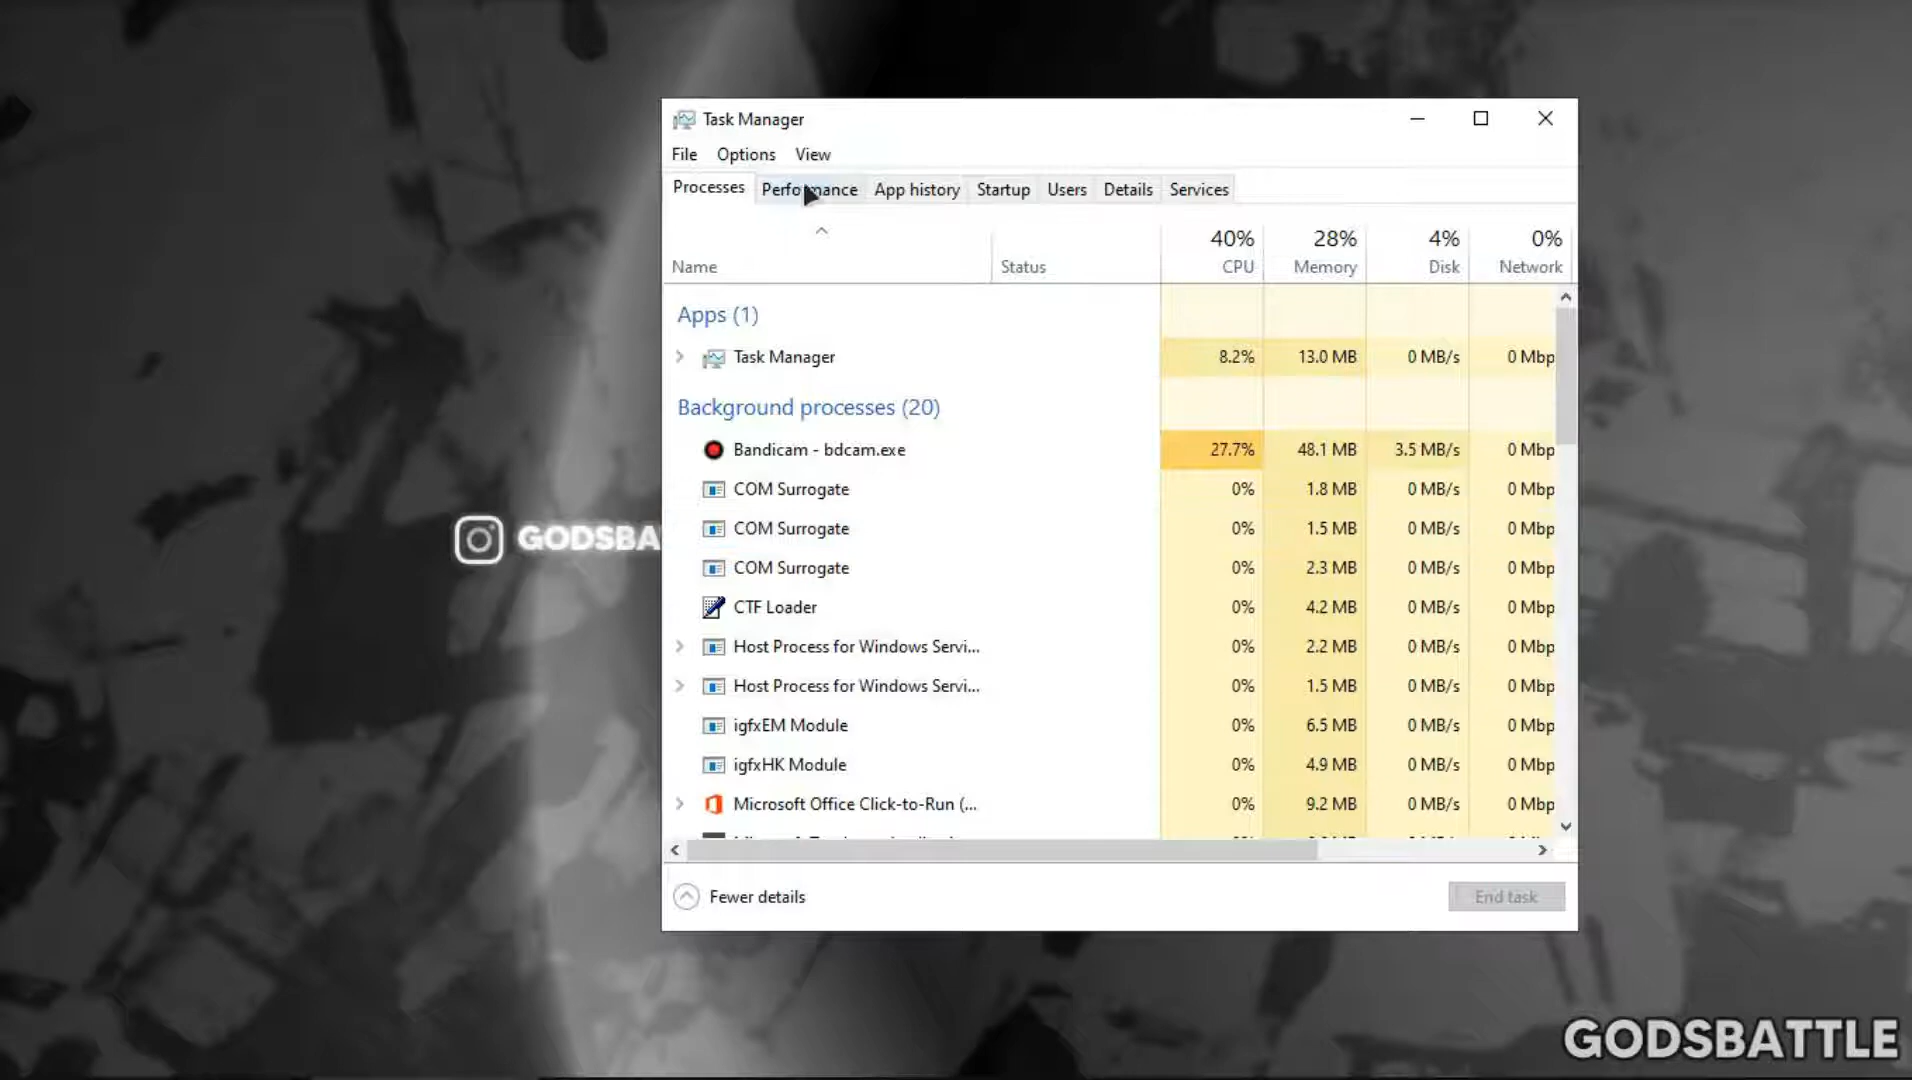 Task Manager
File Options View
Processes Performance App history Startup Users Details Services
40% 28% 4% 0%
Name Status CPU Memory Disk Network
Apps (1)
Task Manager 8.2% 13.0 MB 0 MB/s 0 Mbp
Background processes (20)
Bandicam - bdcam.exe 27.7% 48.1 MB 3.5 MB/s 0 Mbp
COM Surrogate 0% 1.8 MB 0 MB/s 0 Mbp
COM Surrogate 0% 1.5 MB 0 MB/s 0 Mbp
GODSBA
COM Surrogate 0% 2.3 MB 0 MB/s 0 Mbp
CTF Loader 0% 4.2 MB 0 MB/s 0 Mbp
Host Process for Windows Servi... 0% 2.2 MB 0 MB/s 0 Mbp
Host Process for Windows Servi... 0% 1.5 MB 0 MB/s 0 Mbp
igfxEM Module 0% 6.5 MB 0 MB/s 0 Mbp
igfxHK Module 0% 4.9 MB 0 MB/s 0 Mbp
Microsoft Office Click-to-Run (... 0% 9.2 MB 0 MB/s 0 Mbp
Fewer details End task
GODSBATTLE